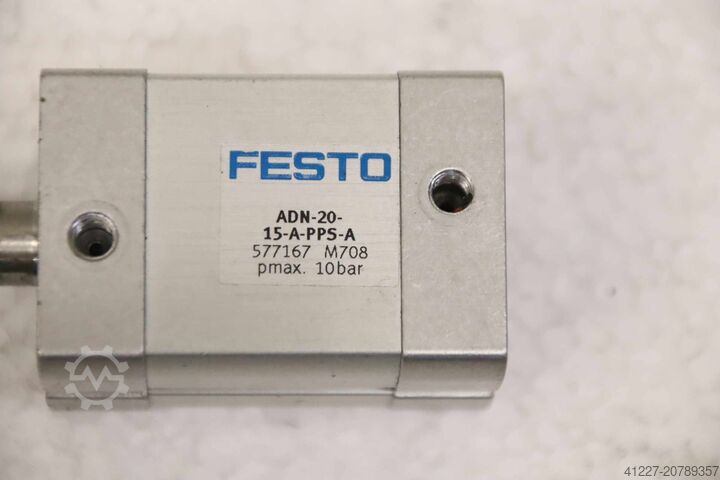 FESTO
ADN-20-
15-A-PPS-A
577167 M708
pmax. 10bar
41227-20789357